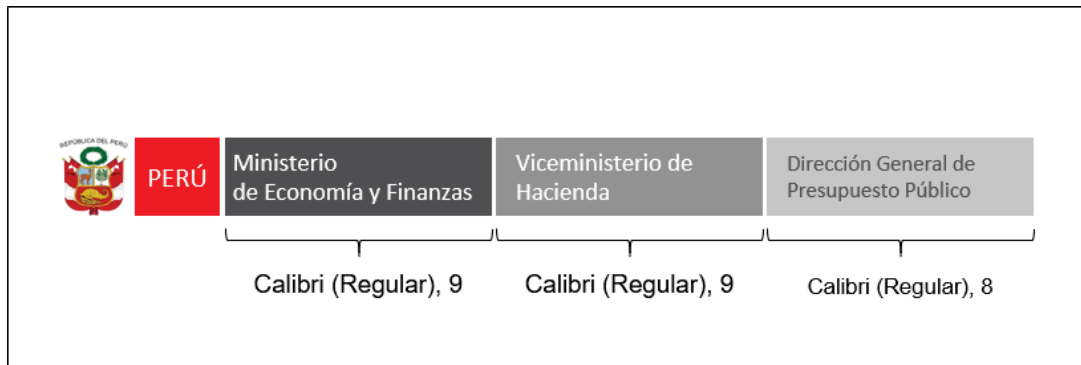 REPÚBLICA DEL PERÚ
PERÚ
Ministerio
de Economía y Finanzas
Viceministerio de
Hacienda
Dirección General de
Presupuesto Público
Calibri (Regular), 9
Calibri (Regular), 9
Calibri (Regular), 8